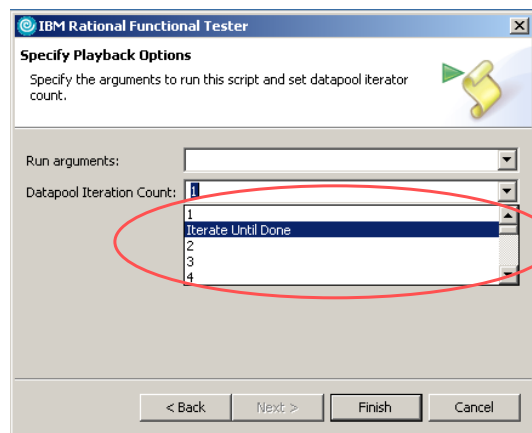 IBM Rational Functional Tester
Specify Playback Options
Specify the arguments to run this script and set datapool iterator
count.
Run arguments:
Datapool Iteration Count: 1
1
Iterate Until Done
2
3
4
< Back Next > Finish Cancel